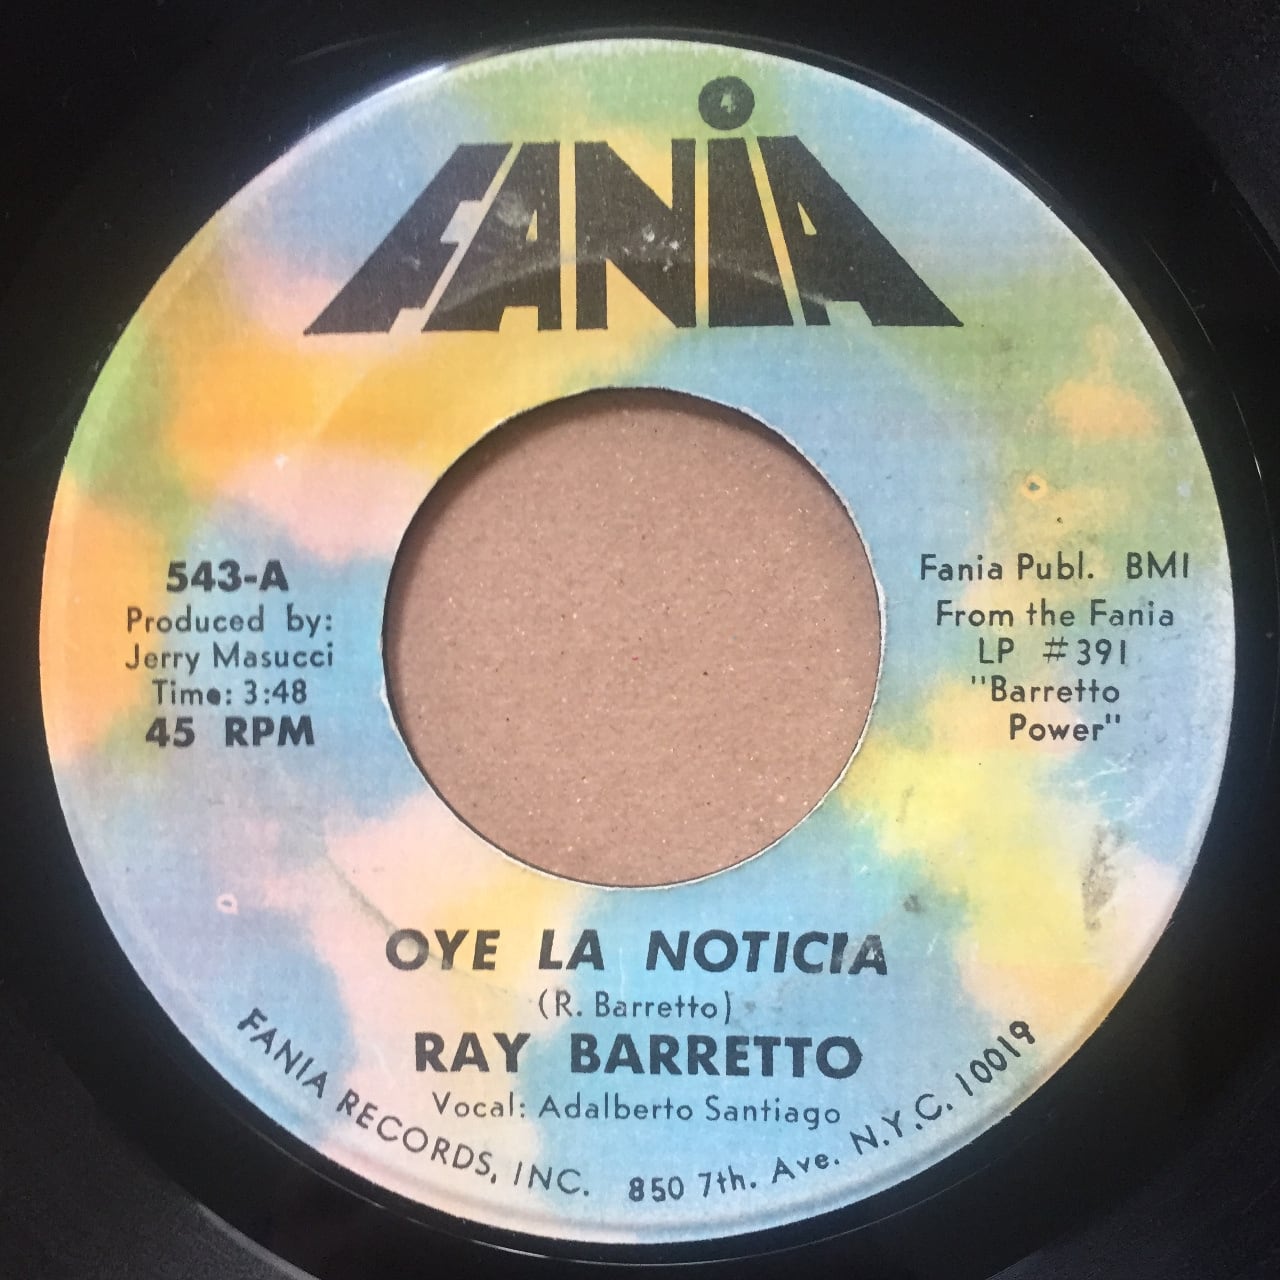 4
FANiA
543-A
Produced by:
Jerry Masucci
Time: 3:48
45 RPM
Fania Publ. BMI
From the Fania
LP #391
"Barretto
Power"
OYE LA NOTICIA
(R. Barretto)
RAY BARRETTO
Vocal: Adalberto Santiago
FANIA RECORDS, INC. 850 7th. Ave. N.Y.C. 10019